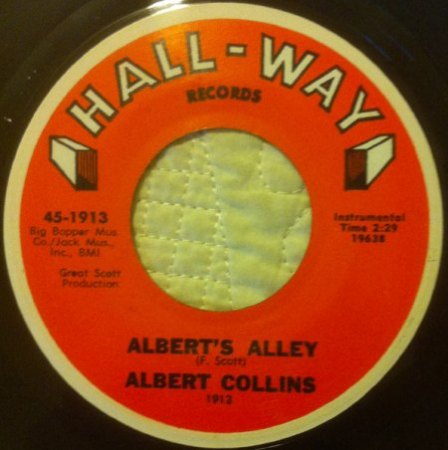 HALL-WAY
RECORDS
45-1913
Big Bopper Mus.
Co./Jack Mus.,
Inc., BMI
Great Scott
Production
Instrumental
Time 2:29
19638
ALBERT'S ALLEY
(F. Scott)
ALBERT COLLINS
1913